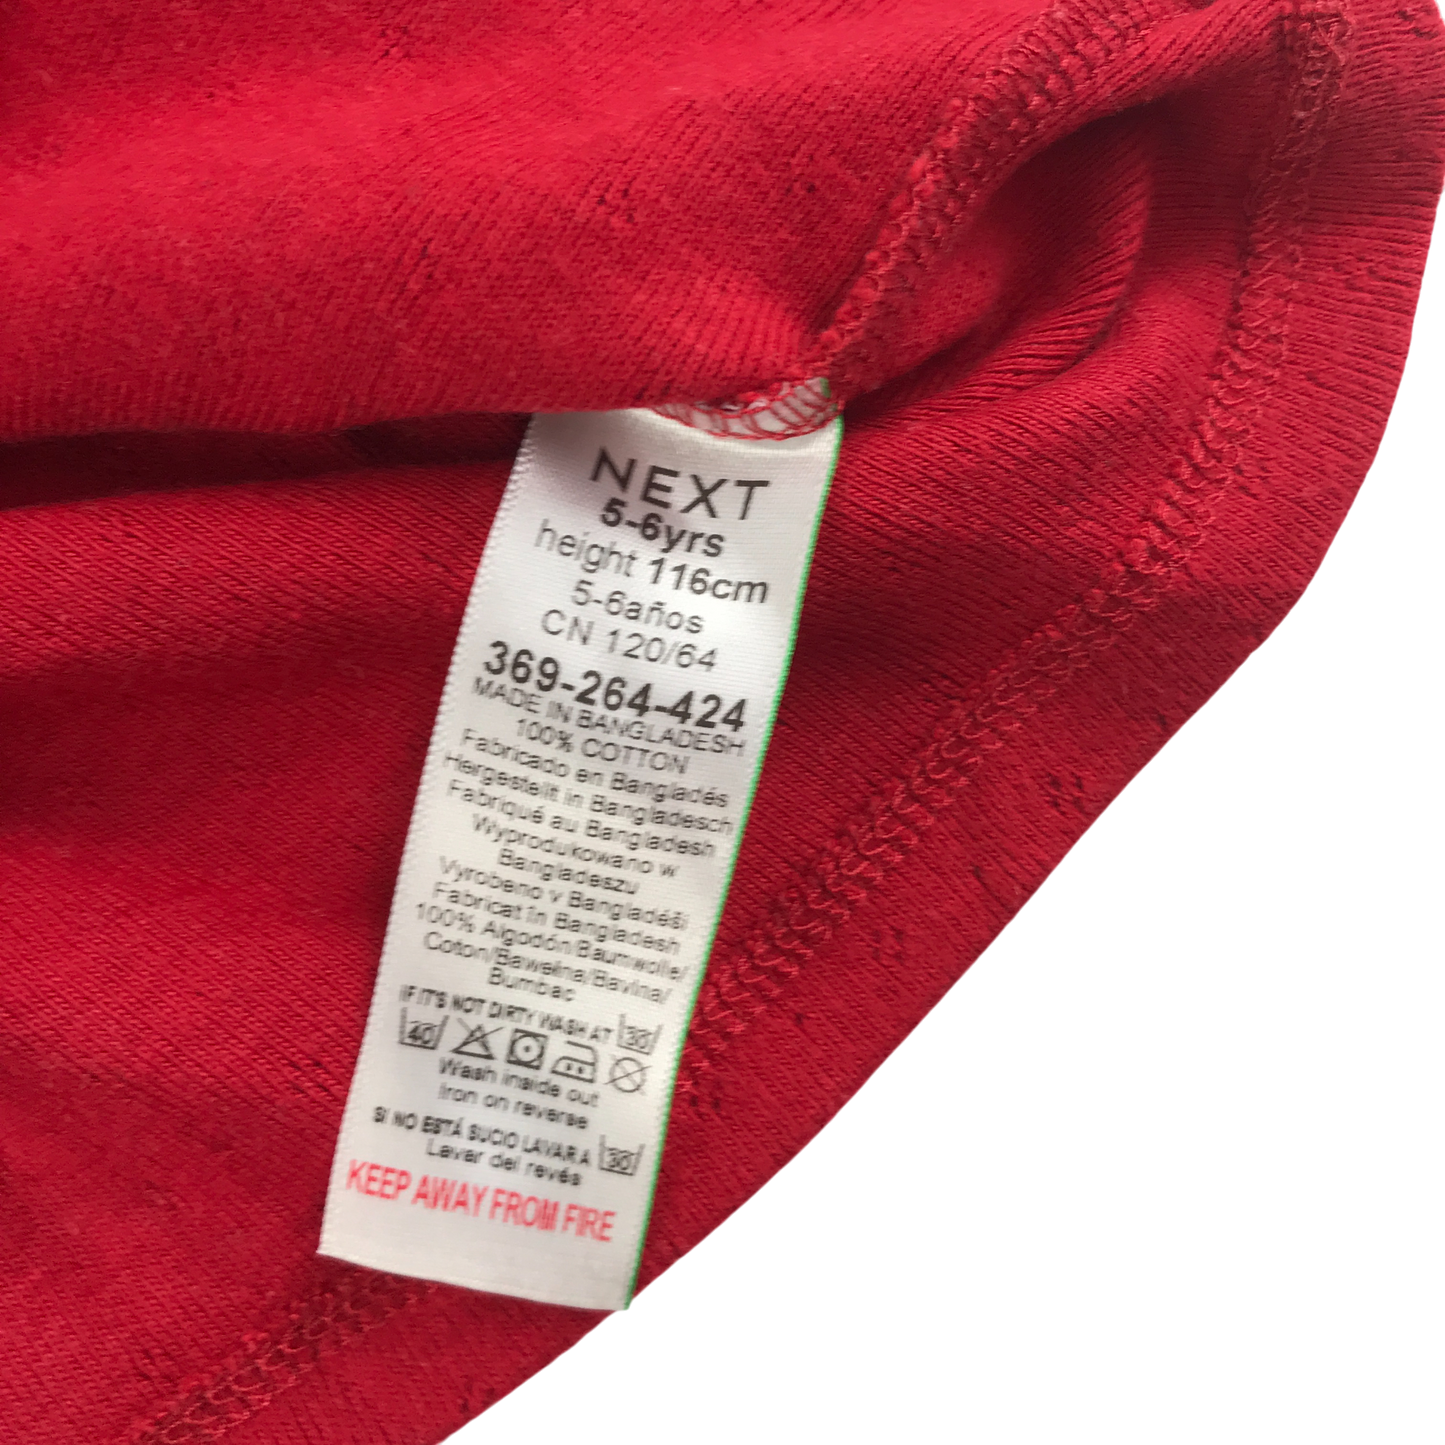 NEXT
5-6yrs
height 116cm
5-6años
CN 120/64
369-264-424
MADE IN BANGLADESH
100% COTTON
Fabricado en Bangladés
Hergestellt in Bangladesch
Fabriqué au Bangladesh
Wyprodukowano w
Bangladeszu
Vyrobeno v Bangladéši
Fabricat în Bangladesh
100% Algodón/Baumwolle/
Coton/Bawełna/Bavlna/
Bumbac
IF IT'S NOT DIRTY WASH AT 30
40
Wash inside out
Iron on reverse
SI NO ESTÁ SUCIO LAVAR A 30
Lavar del revés
KEEP AWAY FROM FIRE